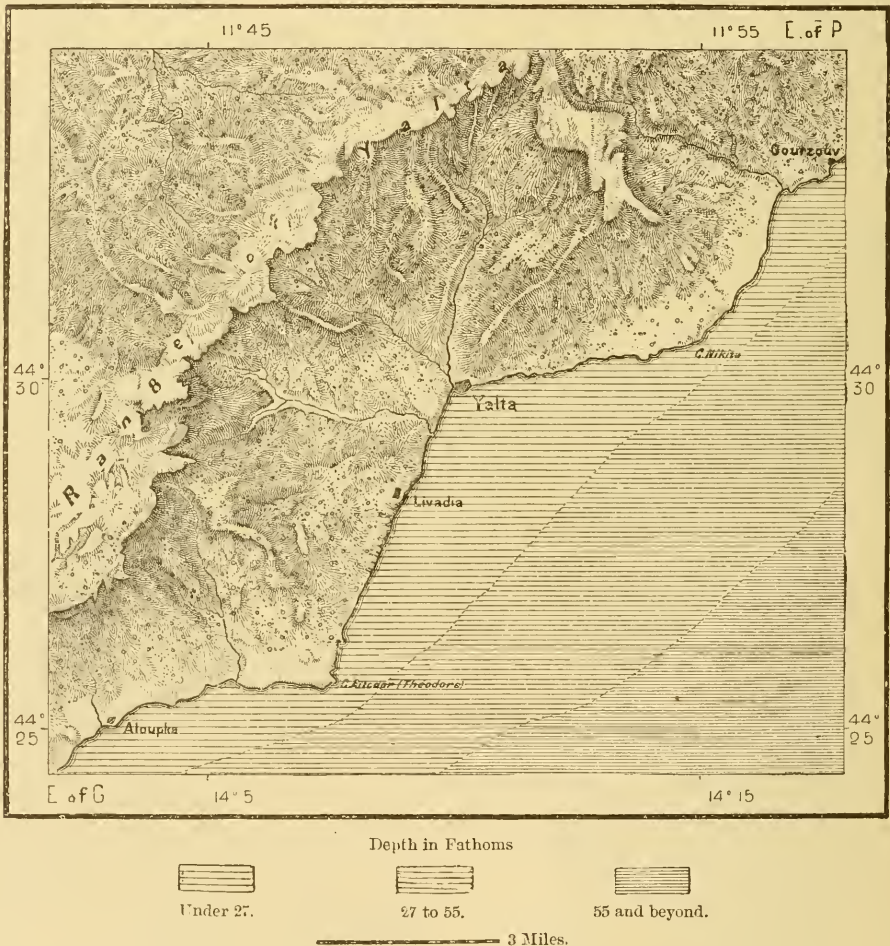 11° 45
11° 55
E. of P
Gourzouv
Range of Yaïla
C. Nikita
44°
30
44°
30
Yalta
Livadia
(Theodore)
Aloupka
44°
25
44°
25
E of G
14° 5
14° 15
Depth in Fathoms
Under 27.
27 to 55.
55 and beyond.
3 Miles.